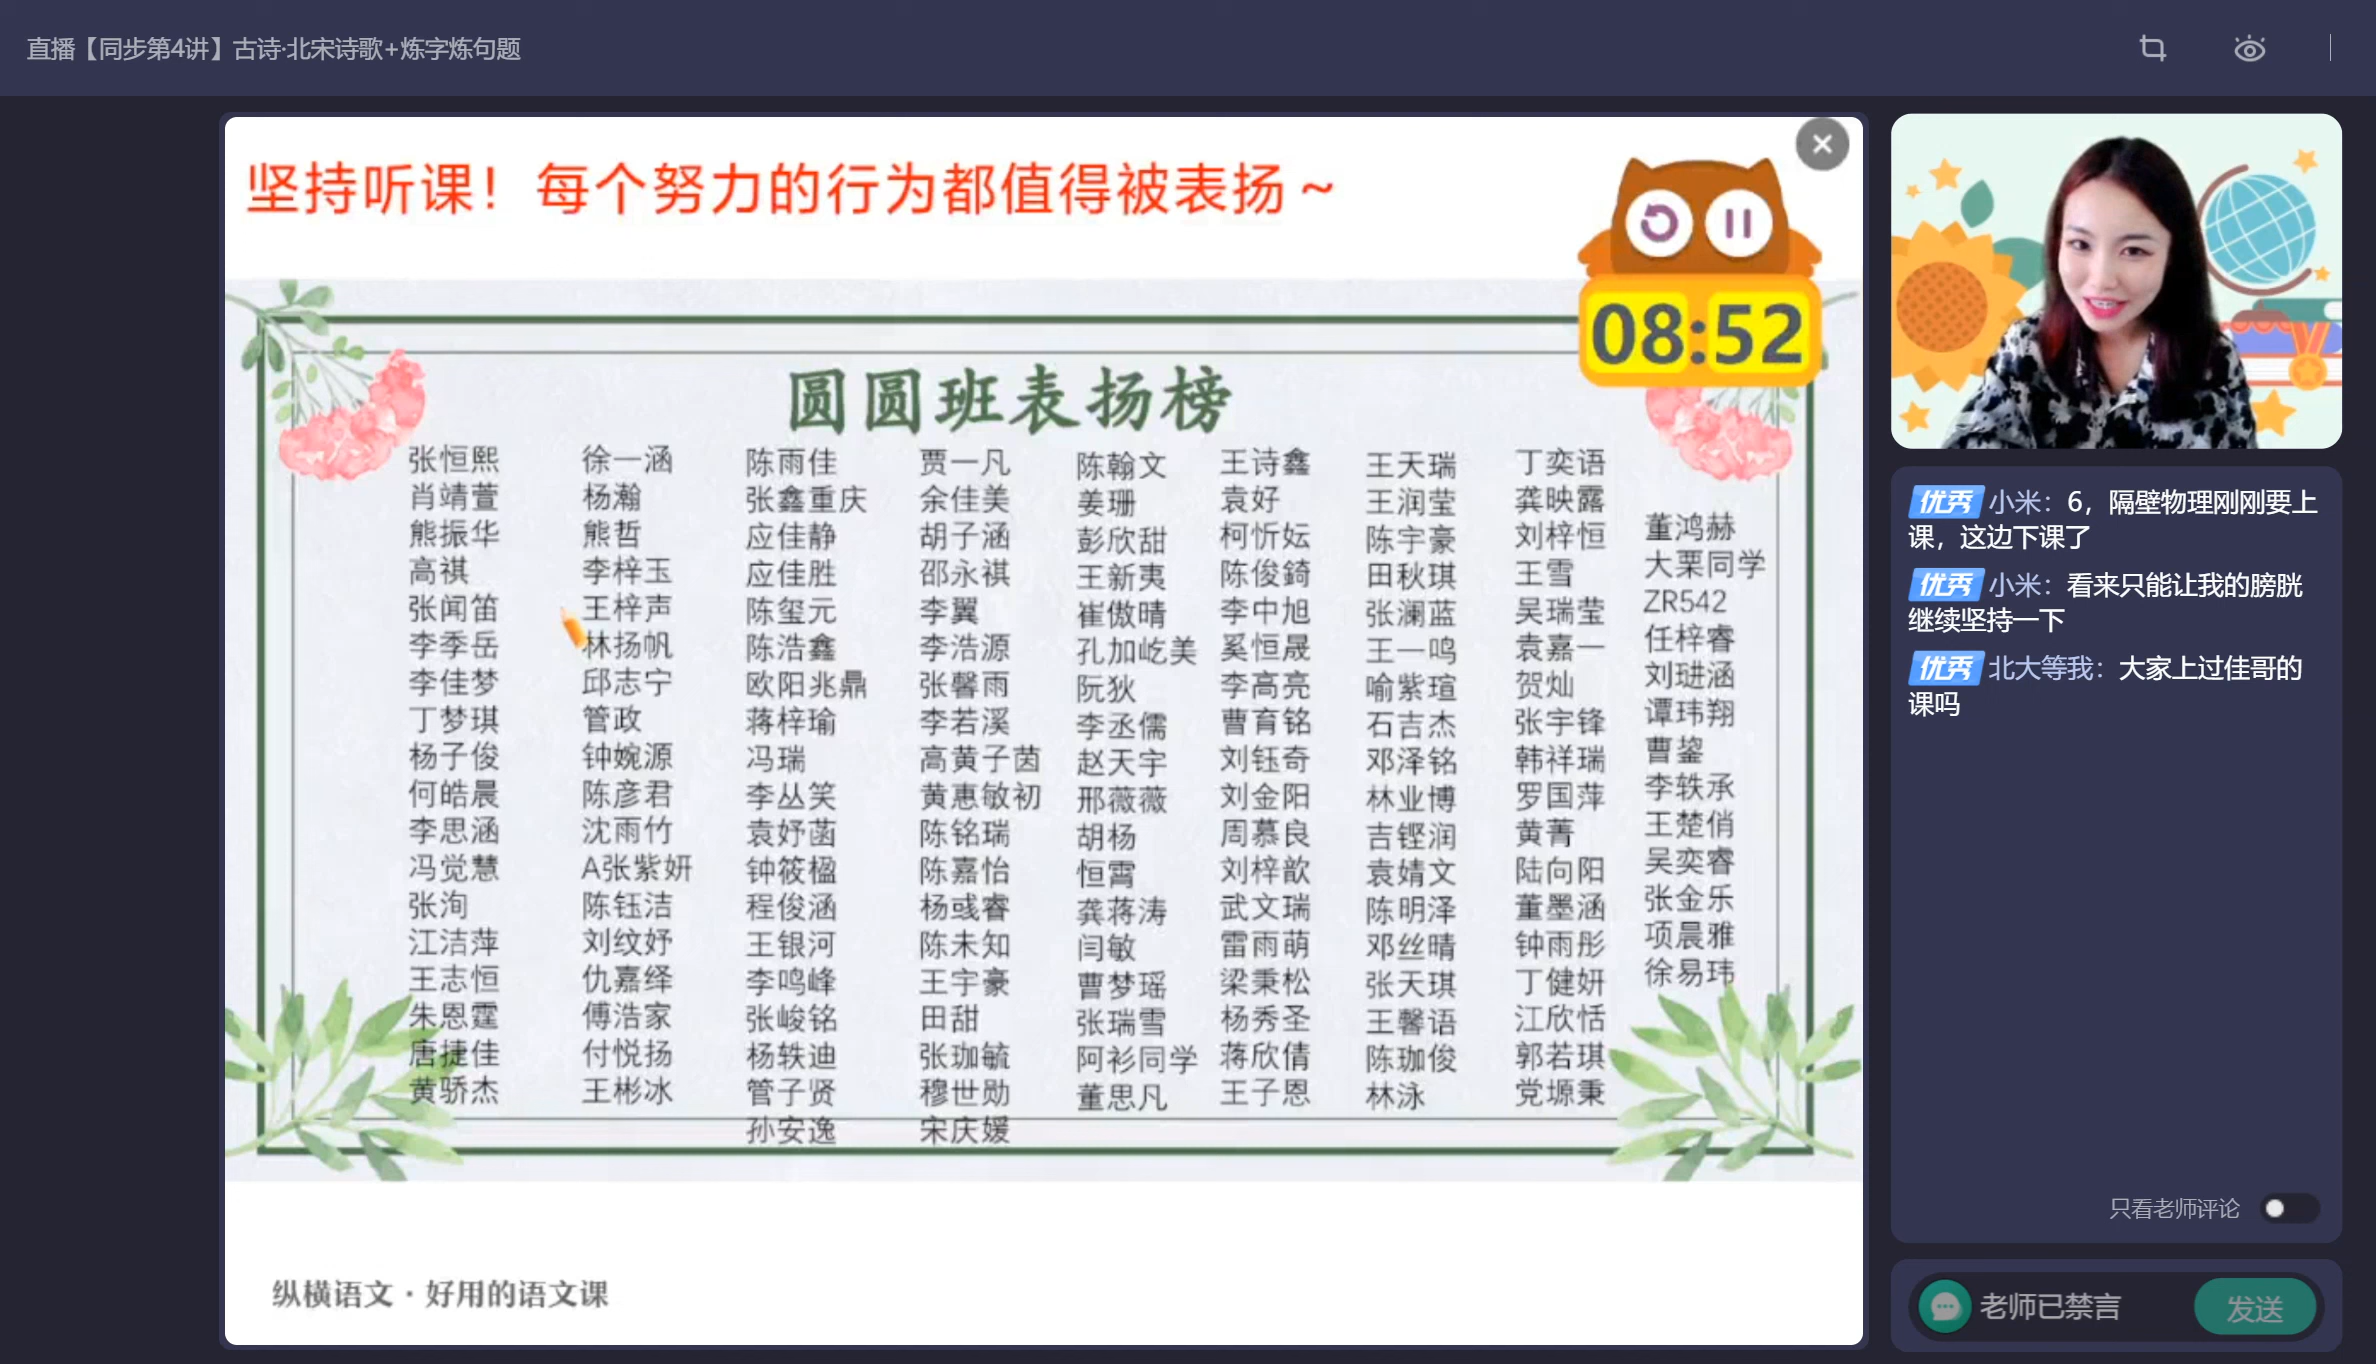 直播【同步第4讲】古诗·北宋诗歌+炼字炼句题
坚持听课！每个努力的行为都值得被表扬～
08:52
圆圆班表扬榜
张恒熙
肖靖萱
熊振华
高祺
张闻笛
李季岳
李佳梦
丁梦琪
杨子俊
何皓晨
李思涵
冯觉慧
张洵
江洁萍
王志恒
朱恩霆
唐捷佳
黄骄杰
徐一涵
杨瀚
熊哲
李梓玉
王梓声
林扬帆
邱志宁
管政
钟婉源
陈彦君
沈雨竹
A张紫妍
陈钰洁
刘纹妤
仇嘉绎
傅浩家
付悦扬
王彬冰
陈雨佳
张鑫重庆
应佳静
应佳胜
陈玺元
陈浩鑫
欧阳兆鼎
蒋梓瑜
冯瑞
李丛笑
袁妤菡
钟筱楹
程俊涵
王银河
李鸣峰
张峻铭
杨轶迪
管子贤
孙安逸
贾一凡
余佳美
胡子涵
邵永祺
李翼
李浩源
张馨雨
李若溪
高黄子茵
黄惠敏初
陈铭瑞
陈嘉怡
杨彧睿
陈未知
王宇豪
田甜
张珈毓
穆世勋
宋庆媛
陈翰文
姜珊
彭欣甜
王新夷
崔傲晴
孔加屹美
阮狄
李丞儒
赵天宇
邢薇薇
胡杨
恒霄
龚蒋涛
闫敏
曹梦瑶
张瑞雪
阿衫同学
董思凡
王诗鑫
袁好
柯忻妘
陈俊錡
李中旭
奚恒晟
李高亮
曹育铭
刘钰奇
刘金阳
周慕良
刘梓歆
武文瑞
雷雨萌
梁秉松
杨秀圣
蒋欣倩
王子恩
王天瑞
王润莹
陈宇豪
田秋琪
张澜蓝
王一鸣
喻紫瑄
石吉杰
邓泽铭
林业博
吉铿润
袁婧文
陈明泽
邓丝晴
张天琪
王馨语
陈珈俊
林泳
丁奕语
龚映露
刘梓恒
王雪
吴瑞莹
袁嘉一
贺灿
张宇锋
韩祥瑞
罗国萍
黄菁
陆向阳
董墨涵
钟雨彤
丁健妍
江欣恬
郭若琪
党塬秉
董鸿赫
大栗同学
ZR542
任梓睿
刘琎涵
谭玮翔
曹鋆
李轶承
王楚俏
吴奕睿
张金乐
项晨雅
徐易玮
纵横语文·好用的语文课
优秀 小米：6，隔壁物理刚刚要上
课，这边下课了
优秀 小米：看来只能让我的膀胱
继续坚持一下
优秀 北大等我：大家上过佳哥的
课吗
只看老师评论
老师已禁言
发送